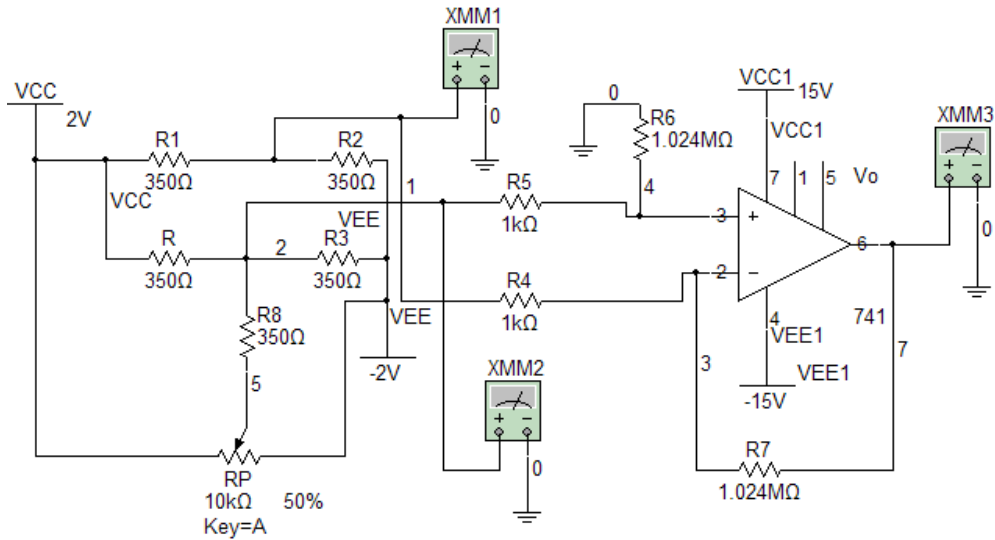 XMM1
+ −
VCC
2V
0
VCC1
15V
0
R6
1.024MΩ
XMM3
+ −
R1
350Ω
R2
350Ω
VCC1
7
1
5
Vo
VCC
1
R5
1kΩ
4
3
+
VEE
0
R
350Ω
2
R3
350Ω
6
2
−
R4
1kΩ
R8
350Ω
VEE
4
741
VEE1
-2V
3
7
5
XMM2
+ −
VEE1
-15V
0
R7
1.024MΩ
RP
10kΩ
50%
Key=A